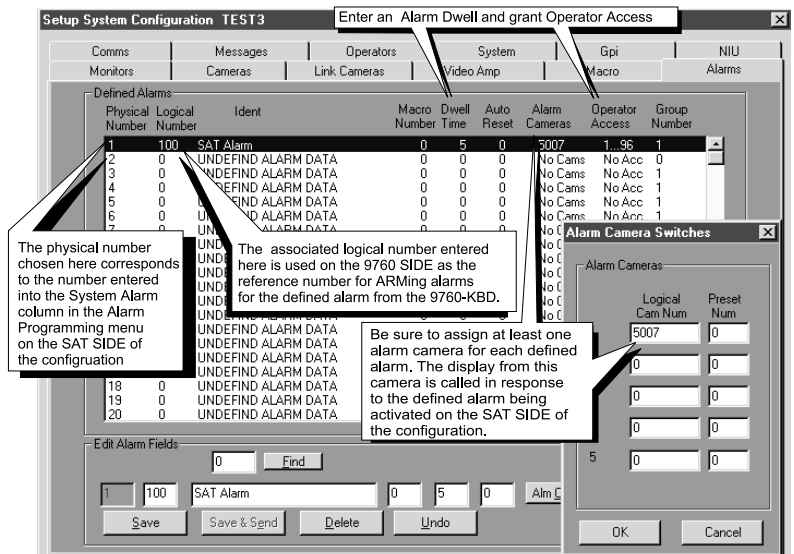 Setup System Configuration TEST3
Enter an Alarm Dwell and grant Operator Access
Comms Messages Operators System Gpi NIU
Monitors Cameras Link Cameras Video Amp Macro Alarms
Defined Alarms
Physical Number Logical Number Ident Macro Number Dwell Time Auto Reset Alarm Cameras Operator Access Group Number
1 100 SAT Alarm 0 5 0 5007 1...96 1
2 0 UNDEFIND ALARM DATA 0 0 0 No Cams No Acc 0
3 0 UNDEFIND ALARM DATA 0 0 0 No Cams No Acc 1
4 0 UNDEFIND ALARM DATA 0 0 0 No Cams No Acc 1
5 0 UNDEFIND ALARM DATA 0 0 0 No Cams No Acc 1
6 0 UNDEFIND ALARM DATA 0 0 0 No Cams No Acc 1
The physical number
chosen here corresponds
to the number entered
into the System Alarm
column in the Alarm
Programming menu
on the SAT SIDE of
the configruation
The associated logical number entered
here is used on the 9760 SIDE as the
reference number for ARMing alarms
for the defined alarm from the 9760-KBD.
Be sure to assign at least one
alarm camera for each defined
alarm. The display from this
camera is called in response
to the defined alarm being
activated on the SAT SIDE of
the configuration.
UNDEFIND ALARM DATA
UNDEFIND ALARM DATA
UNDEFIND ALARM DATA
18 0 UNDEFIND ALARM DATA
19 0 UNDEFIND ALARM DATA
20 0 UNDEFIND ALARM DATA
Alarm Camera Switches
Alarm Cameras
Logical Cam Num Preset Num
5007 0
0 0
0 0
0 0
5 0 0
OK Cancel
Edit Alarm Fields
0 Find
1 100 SAT Alarm 0 5 0 Alm
Save Save & Send Delete Undo